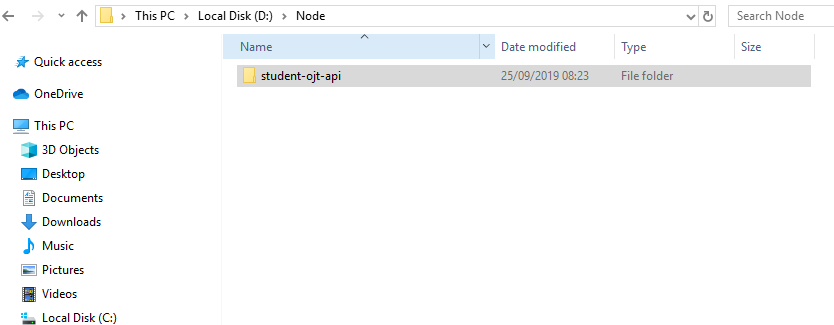 This PC > Local Disk (D:) > Node
Search Node
Name Date modified Type Size
student-ojt-api 25/09/2019 08:23 File folder
Quick access
OneDrive
This PC
3D Objects
Desktop
Documents
Downloads
Music
Pictures
Videos
Local Disk (C:)